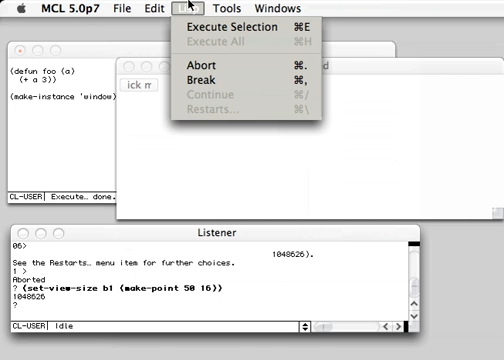 MCL 5.0p7 File Edit Tools Windows
Execute Selection ⌘E
Execute All ⌘H
Abort ⌘.
Break ⌘,
Continue ⌘/
Restarts... ⌘\
(defun foo (a)
(+ a 3))
(make-instance 'window)
CL-USER| Execute… done.
d
ick m
Listener
06>
1048626).
See the Restarts… menu item for further choices.
1 >
Aborted
? (set-view-size b1 (make-point 50 16))
1048626
?
CL-USER| Idle